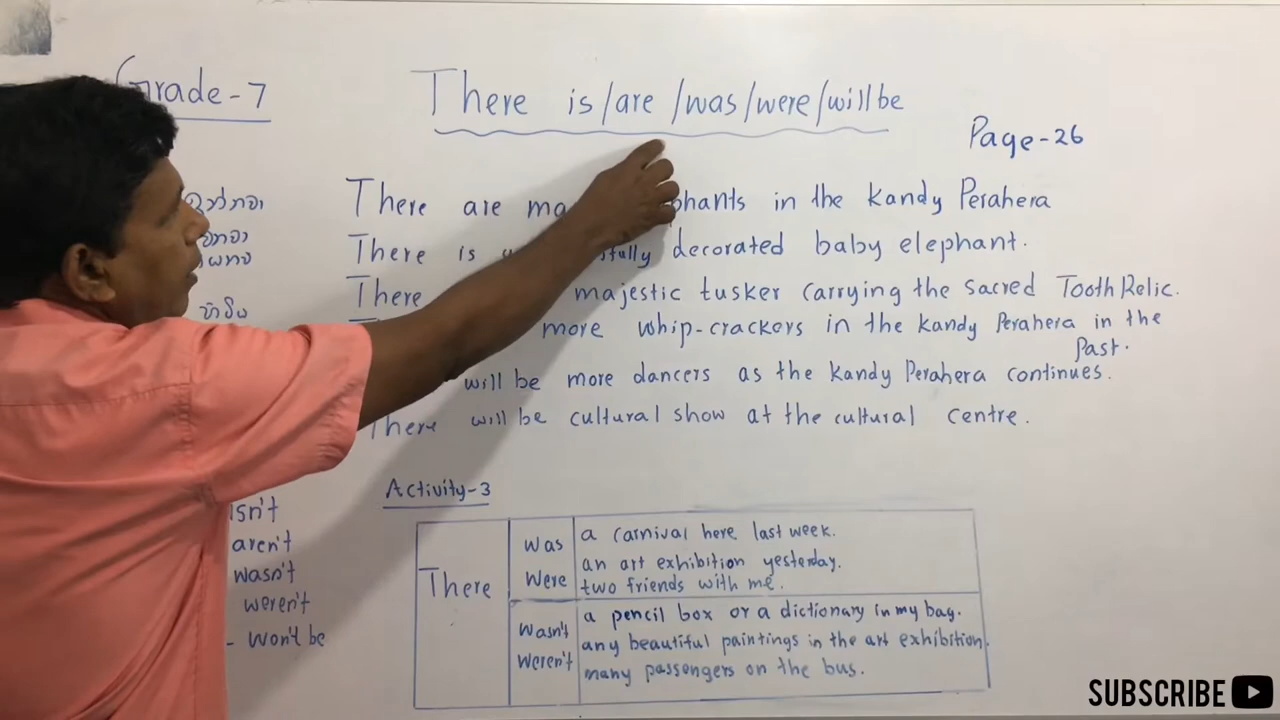 Grade-7
There is/are/was/were/will be
Page-26
There are in the Kandy Perahera
There is decorated baby elephant.
There majestic tusker carrying the sacred Tooth Relic.
more whip-crackers in the Kandy Perahera in the
Past.
will be more dancers as the Kandy Perahera continues.
There will be cultural show at the cultural centre.
isn't
aren't
wasn't
weren't
- won't be
Activity-3
There
Was
Were
a carnival here last week.
an art exhibition yesterday.
two friends with me.
Wasn't
Weren't
a pencil box or a dictionary in my bag.
any beautiful paintings in the art exhibition.
many passengers on the bus.
SUBSCRIBE